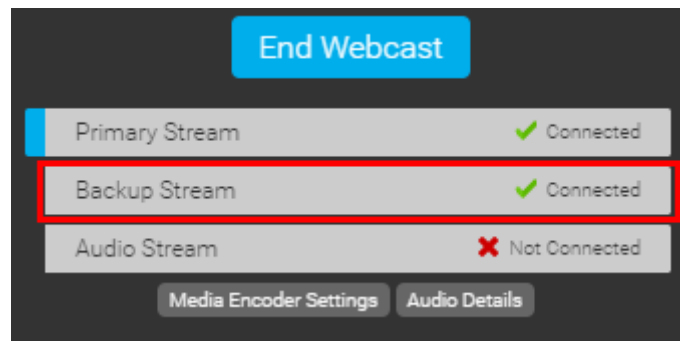 End Webcast
Primary Stream Connected
Backup Stream Connected
Audio Stream Not Connected
Media Encoder Settings Audio Details